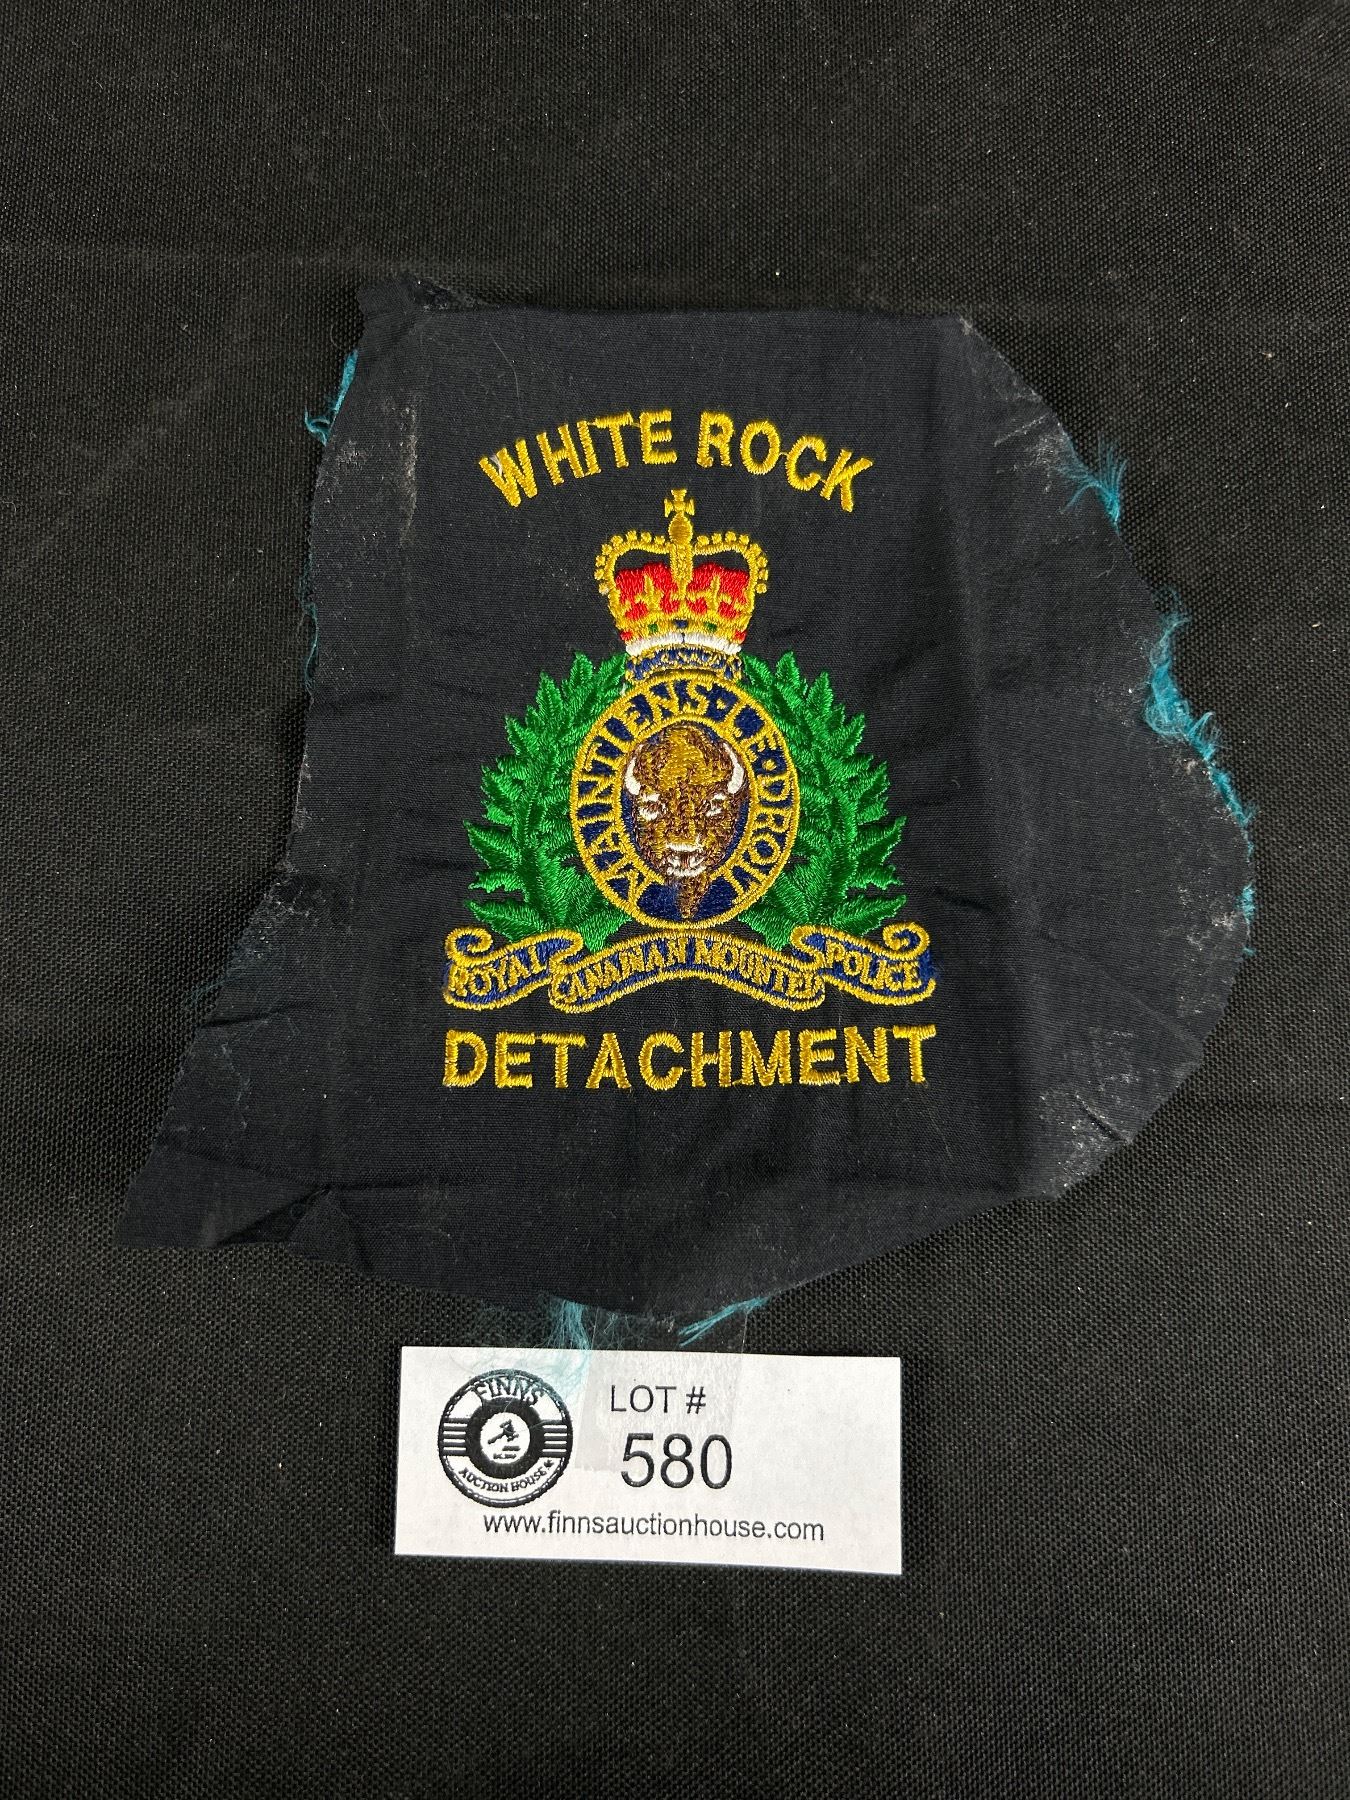 WHITE ROCK
MAINTIENS LE DROIT
ROYAL CANADIAN MOUNTED POLICE
DETACHMENT
FINNS
AUCTION HOUSE
LOT #
580
www.finnsauctionhouse.com